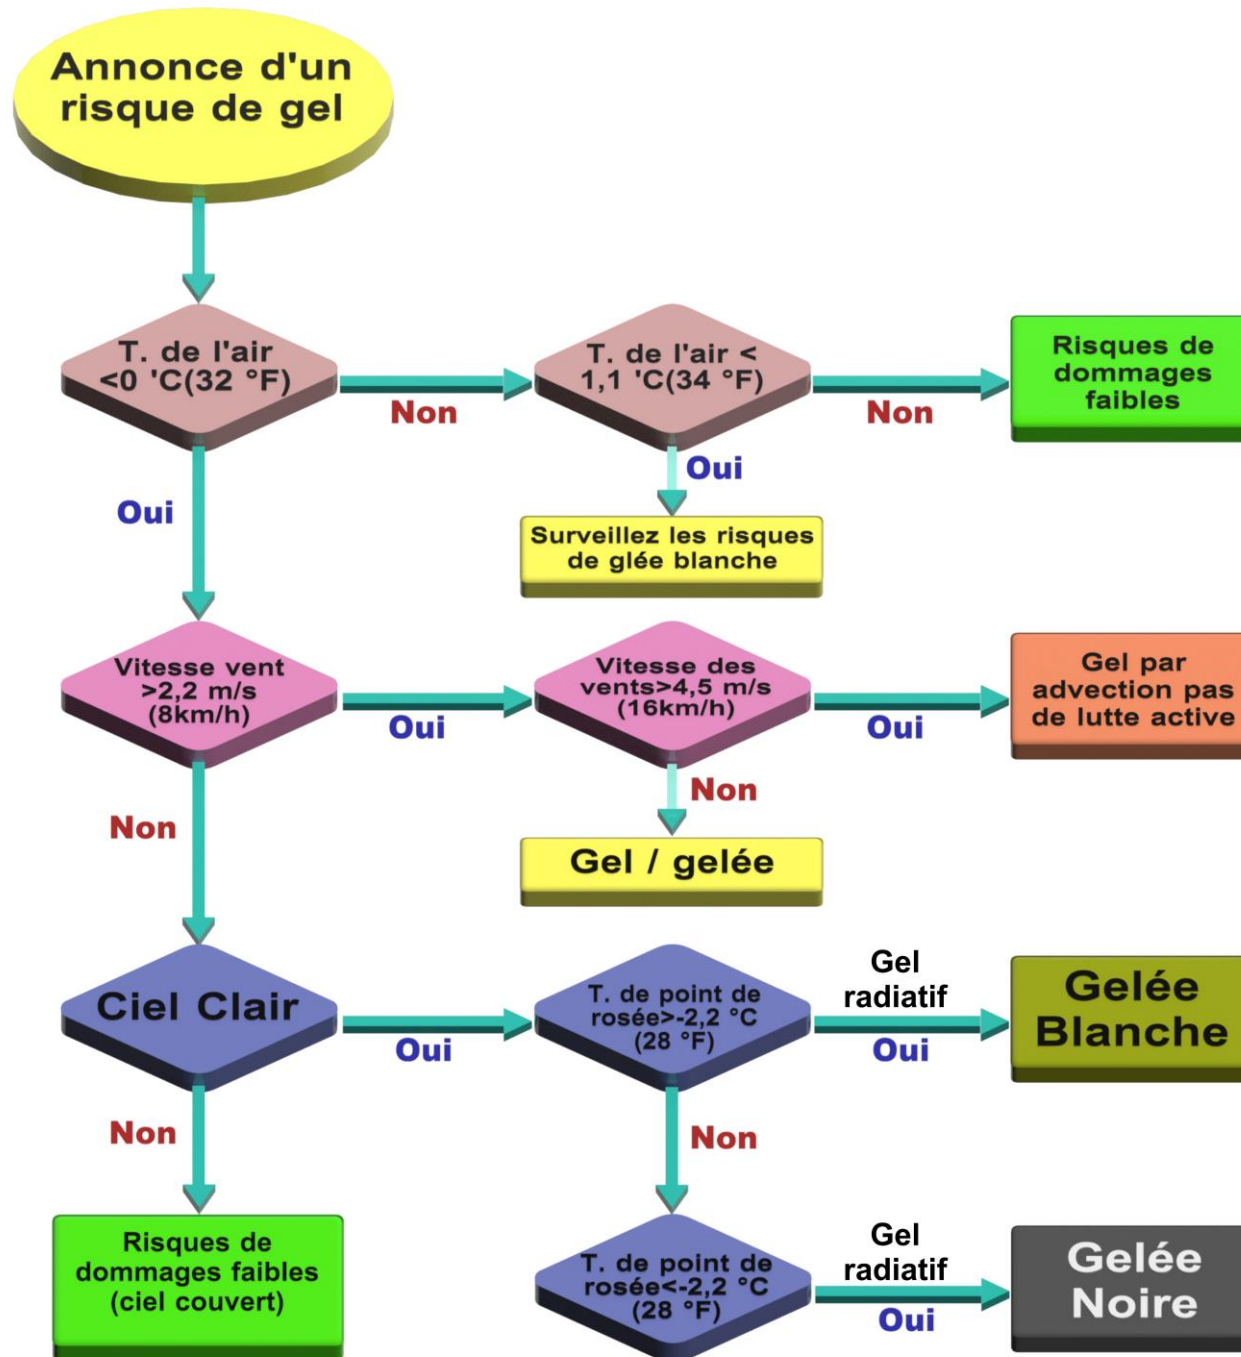 Annonce d'un
risque de gel
T. de l'air
<0 'C(32 °F)
Non
T. de l'air <
1,1 'C(34 °F)
Non
Risques de
dommages
faibles
Oui
Oui
Surveillez les risques
de glée blanche
Vitesse vent
>2,2 m/s
(8km/h)
Oui
Vitesse des
vents>4,5 m/s
(16km/h)
Oui
Gel par
advection pas
de lutte active
Non
Non
Gel / gelée
Ciel Clair
Oui
T. de point de
rosée>-2,2 °C
(28 °F)
Gel
radiatif
Oui
Gelée
Blanche
Non
Non
Risques de
dommages faibles
(ciel couvert)
T. de point de
rosée<-2,2 °C
(28 °F)
Gel
radiatif
Oui
Gelée
Noire